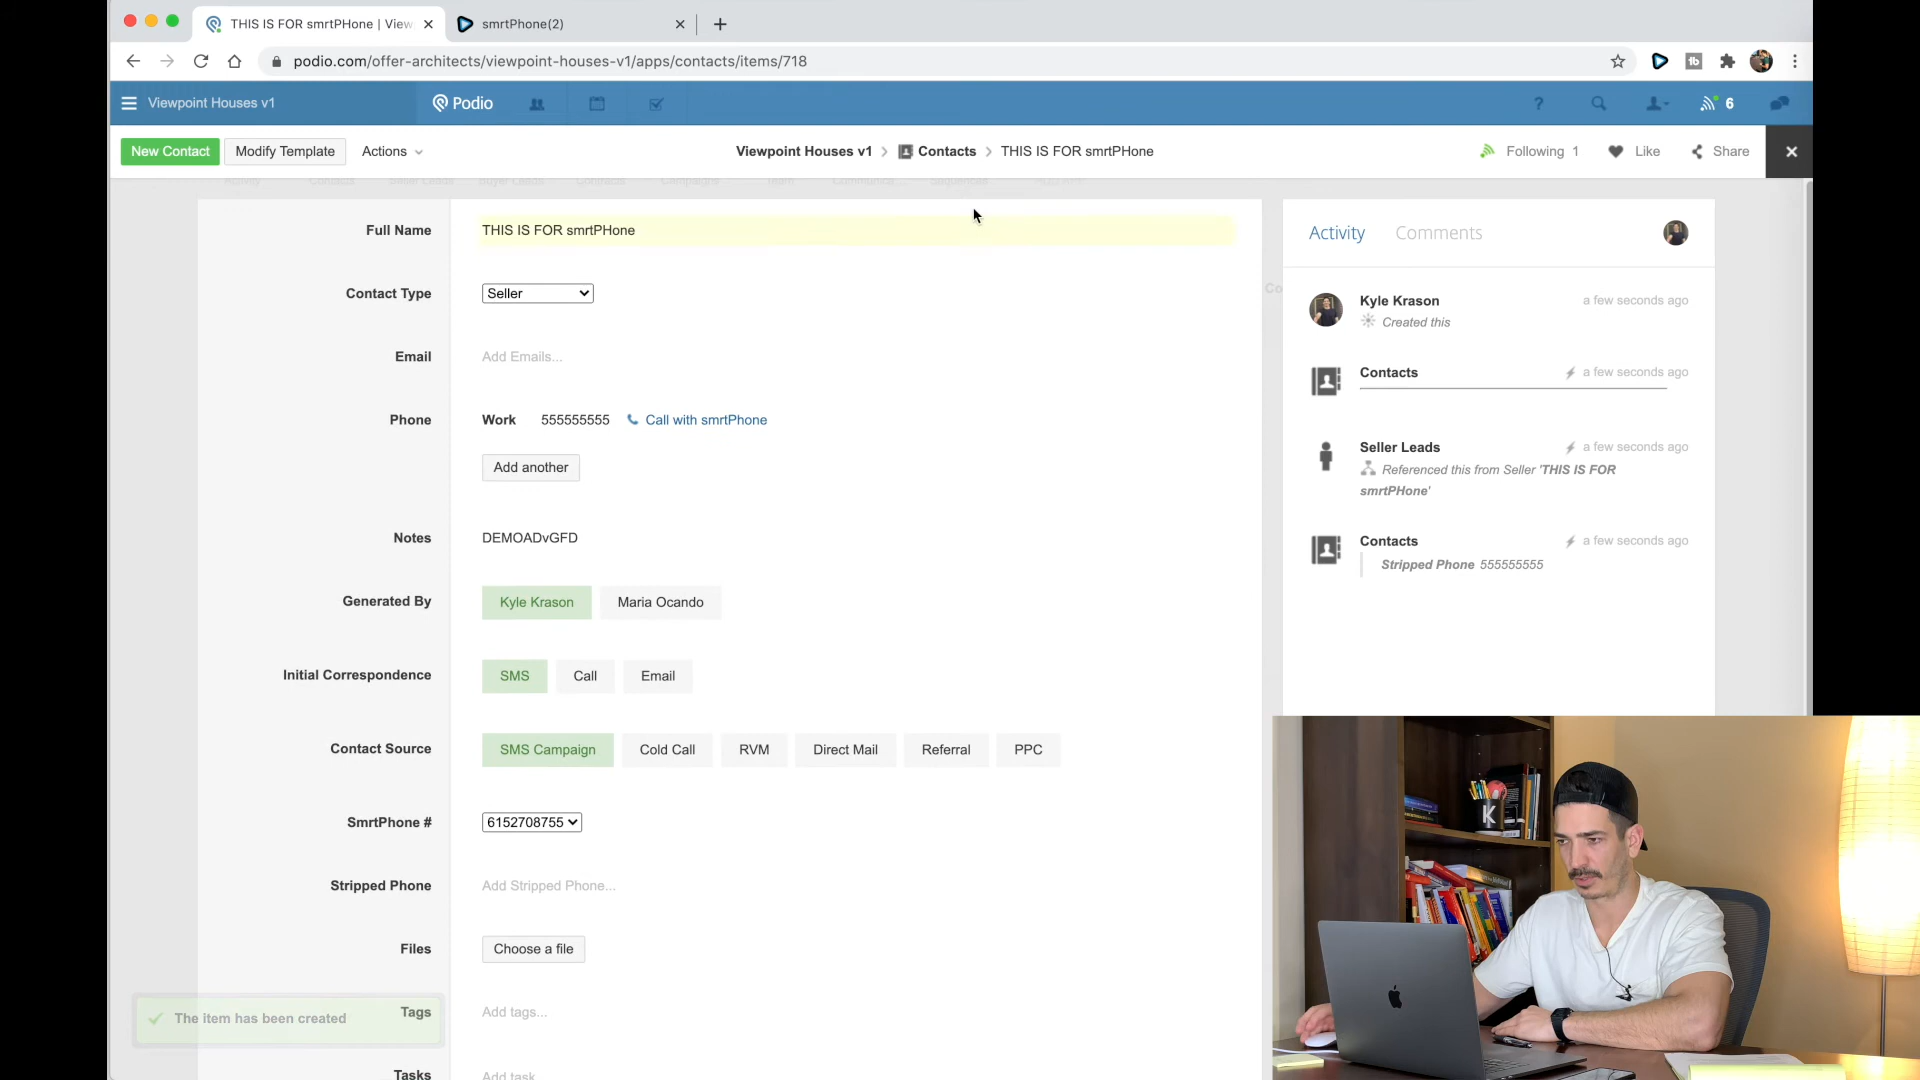 THIS IS FOR smrtPHone | View
smrtPhone(2)
podio.com/offer-architects/viewpoint-houses-v1/apps/contacts/items/718
Viewpoint Houses v1
Podio
?
6
New Contact
Modify Template
Actions
Viewpoint Houses v1 > Contacts > THIS IS FOR smrtPHone
Following 1
Like
Share
Full Name
THIS IS FOR smrtPHone
Contact Type
Seller
Email
Add Emails...
Phone
Work 555555555 Call with smrtPhone
Add another
Notes
DEMOADvGFD
Generated By
Kyle Krason
Maria Ocando
Initial Correspondence
SMS
Call
Email
Contact Source
SMS Campaign
Cold Call
RVM
Direct Mail
Referral
PPC
SmrtPhone #
6152708755
Stripped Phone
Add Stripped Phone...
Files
Choose a file
Tags
Add tags...
The item has been created
Tasks
Add task
Activity
Comments
Kyle Krason
a few seconds ago
Created this
Contacts
a few seconds ago
Seller Leads
a few seconds ago
Referenced this from Seller 'THIS IS FOR
smrtPHone'
Contacts
a few seconds ago
Stripped Phone 555555555
K